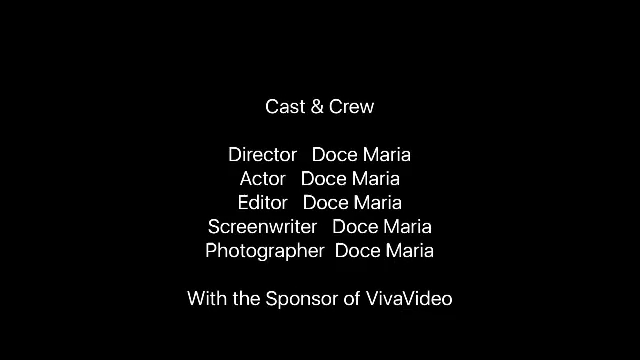 Cast & Crew
Director Doce Maria
Actor Doce Maria
Editor Doce Maria
Screenwriter Doce Maria
Photographer Doce Maria
With the Sponsor of VivaVideo